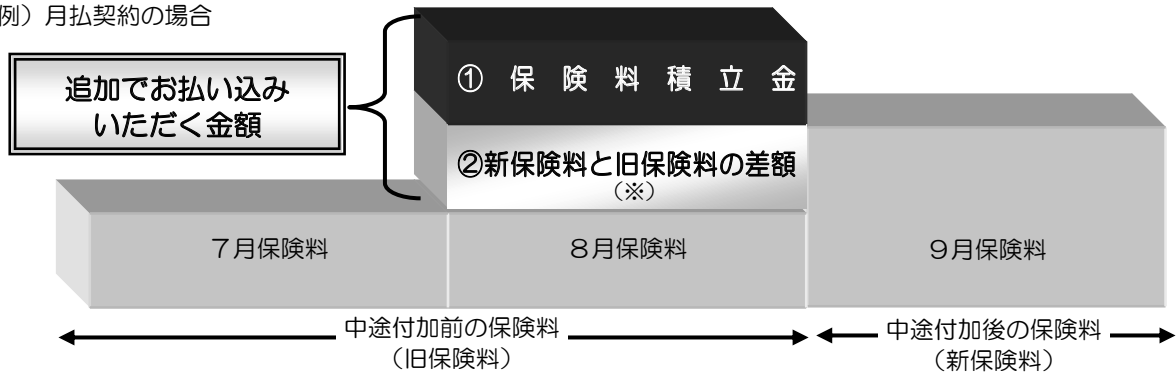 例）月払契約の場合
追加でお払い込み
いただく金額
① 保 険 料 積 立 金
②新保険料と旧保険料の差額
（※）
７月保険料
８月保険料
９月保険料
中途付加前の保険料
（旧保険料）
中途付加後の保険料
（新保険料）